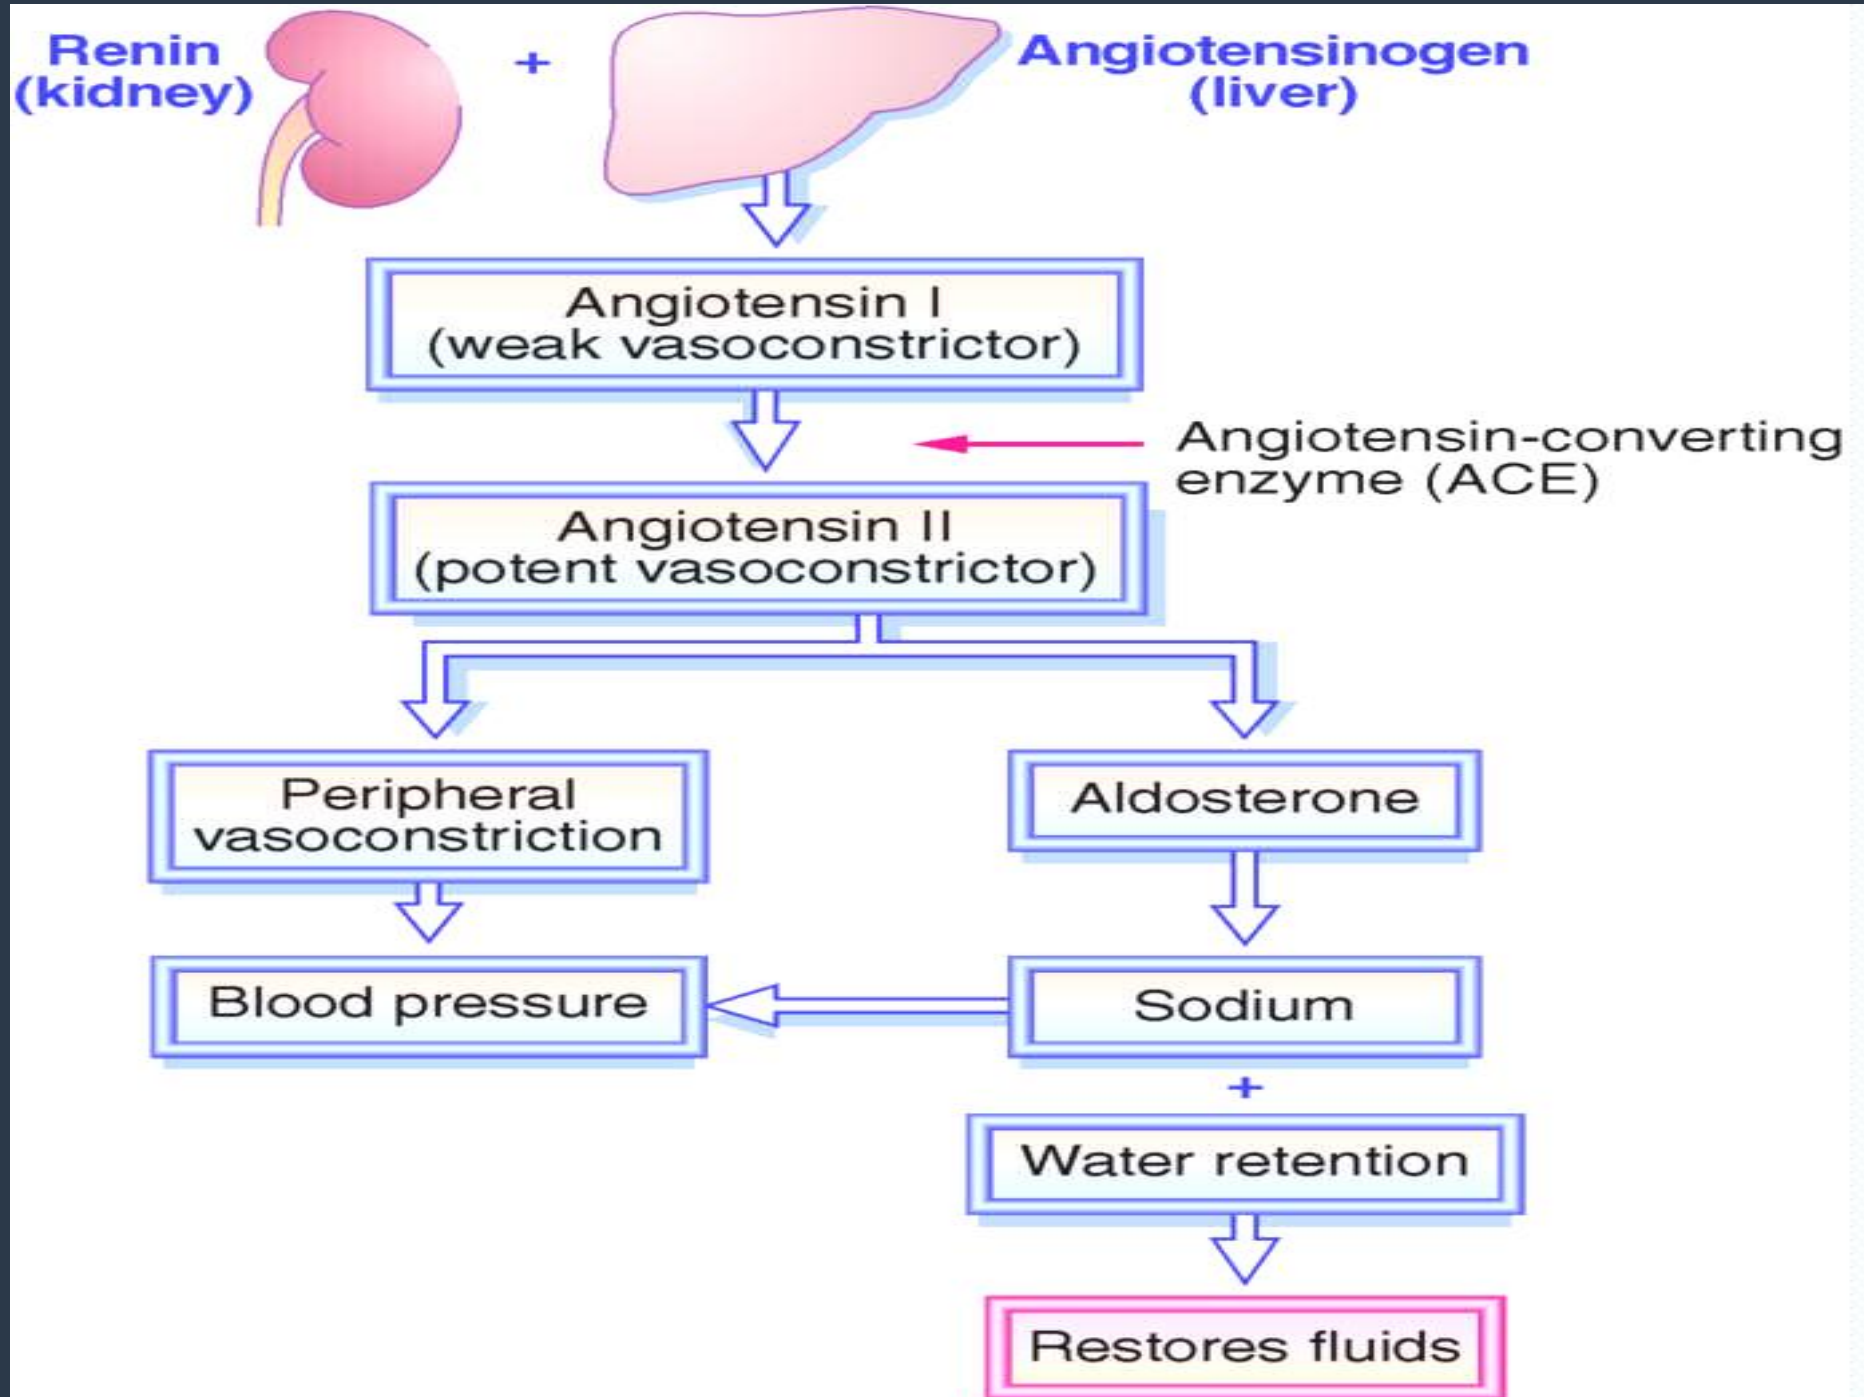 Renin
(kidney)
+
Angiotensinogen
(liver)
Angiotensin I
(weak vasoconstrictor)
Angiotensin-converting
enzyme (ACE)
Angiotensin II
(potent vasoconstrictor)
Peripheral
vasoconstriction
Aldosterone
Blood pressure
Sodium
+
Water retention
Restores fluids